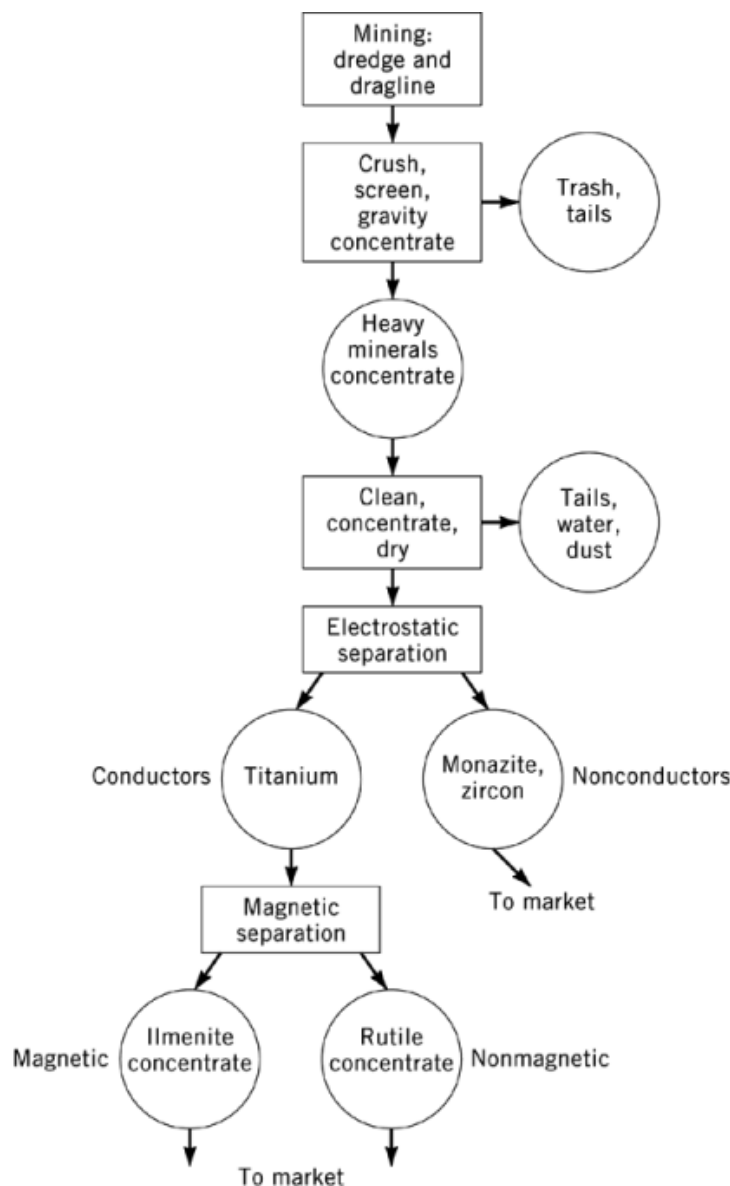 Mining:
dredge and
dragline
Crush,
screen,
gravity
concentrate
Trash,
tails
Heavy
minerals
concentrate
Clean,
concentrate,
dry
Tails,
water,
dust
Electrostatic
separation
Conductors
Titanium
Monazite,
zircon
Nonconductors
To market
Magnetic
separation
Magnetic
Ilmenite
concentrate
Rutile
concentrate
Nonmagnetic
To market